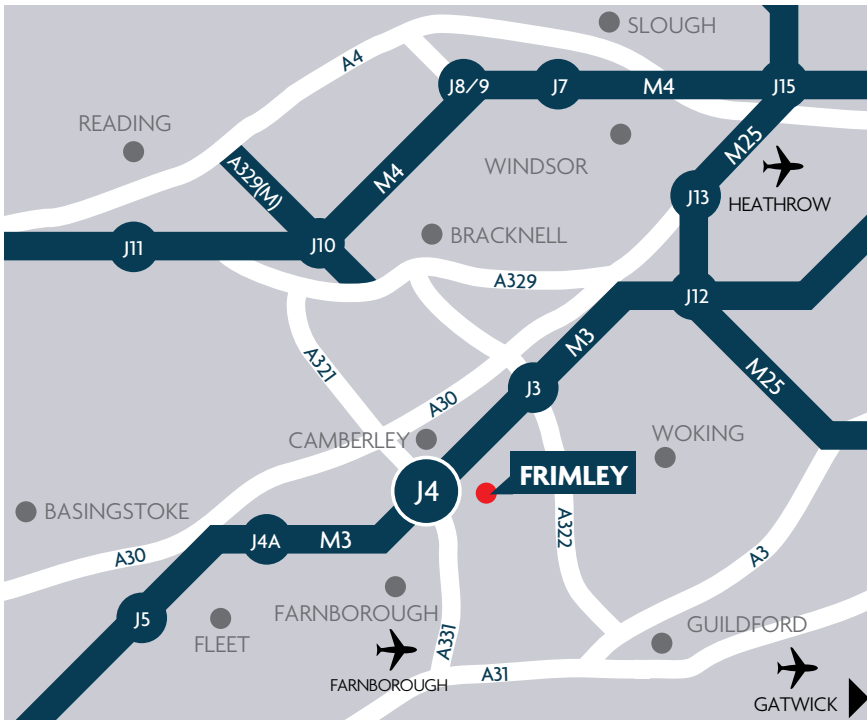 SLOUGH
A4
J8/9
J7
M4
J15
READING
M25
WINDSOR
A329(M)
M4
HEATHROW
J13
BRACKNELL
J11
J10
A329
J12
M3
A321
M25
J3
A30
CAMBERLEY
WOKING
FRIMLEY
J4
BASINGSTOKE
A322
J4A
M3
A30
A3
FARNBOROUGH
J5
FLEET
GUILDFORD
A331
A31
FARNBOROUGH
GATWICK